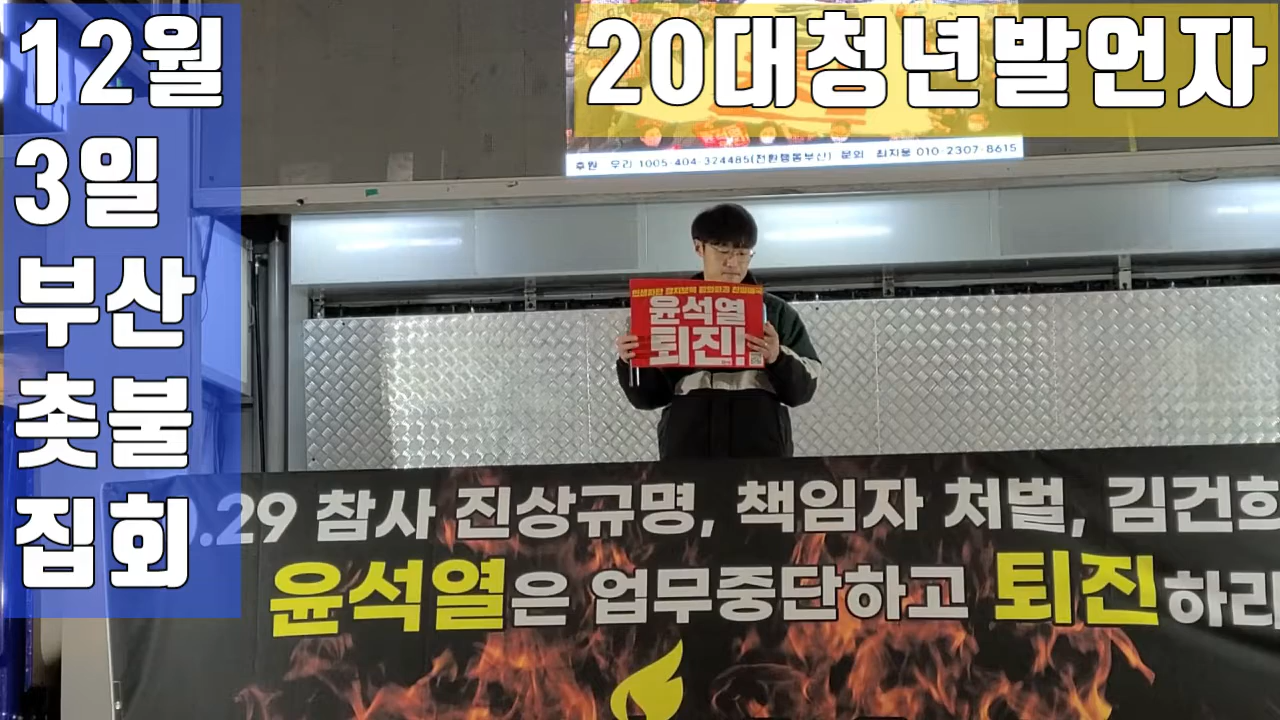 12월
3일
부산
촛불
집회
20대청년발언자
후원 우리 1005-404-324485(전환행동부산) 문의 최지웅 010-2307-8615
윤석열
퇴진!
.29 참사 진상규명, 책임자 처벌, 김건희
윤석열은 업무중단하고 퇴진하라